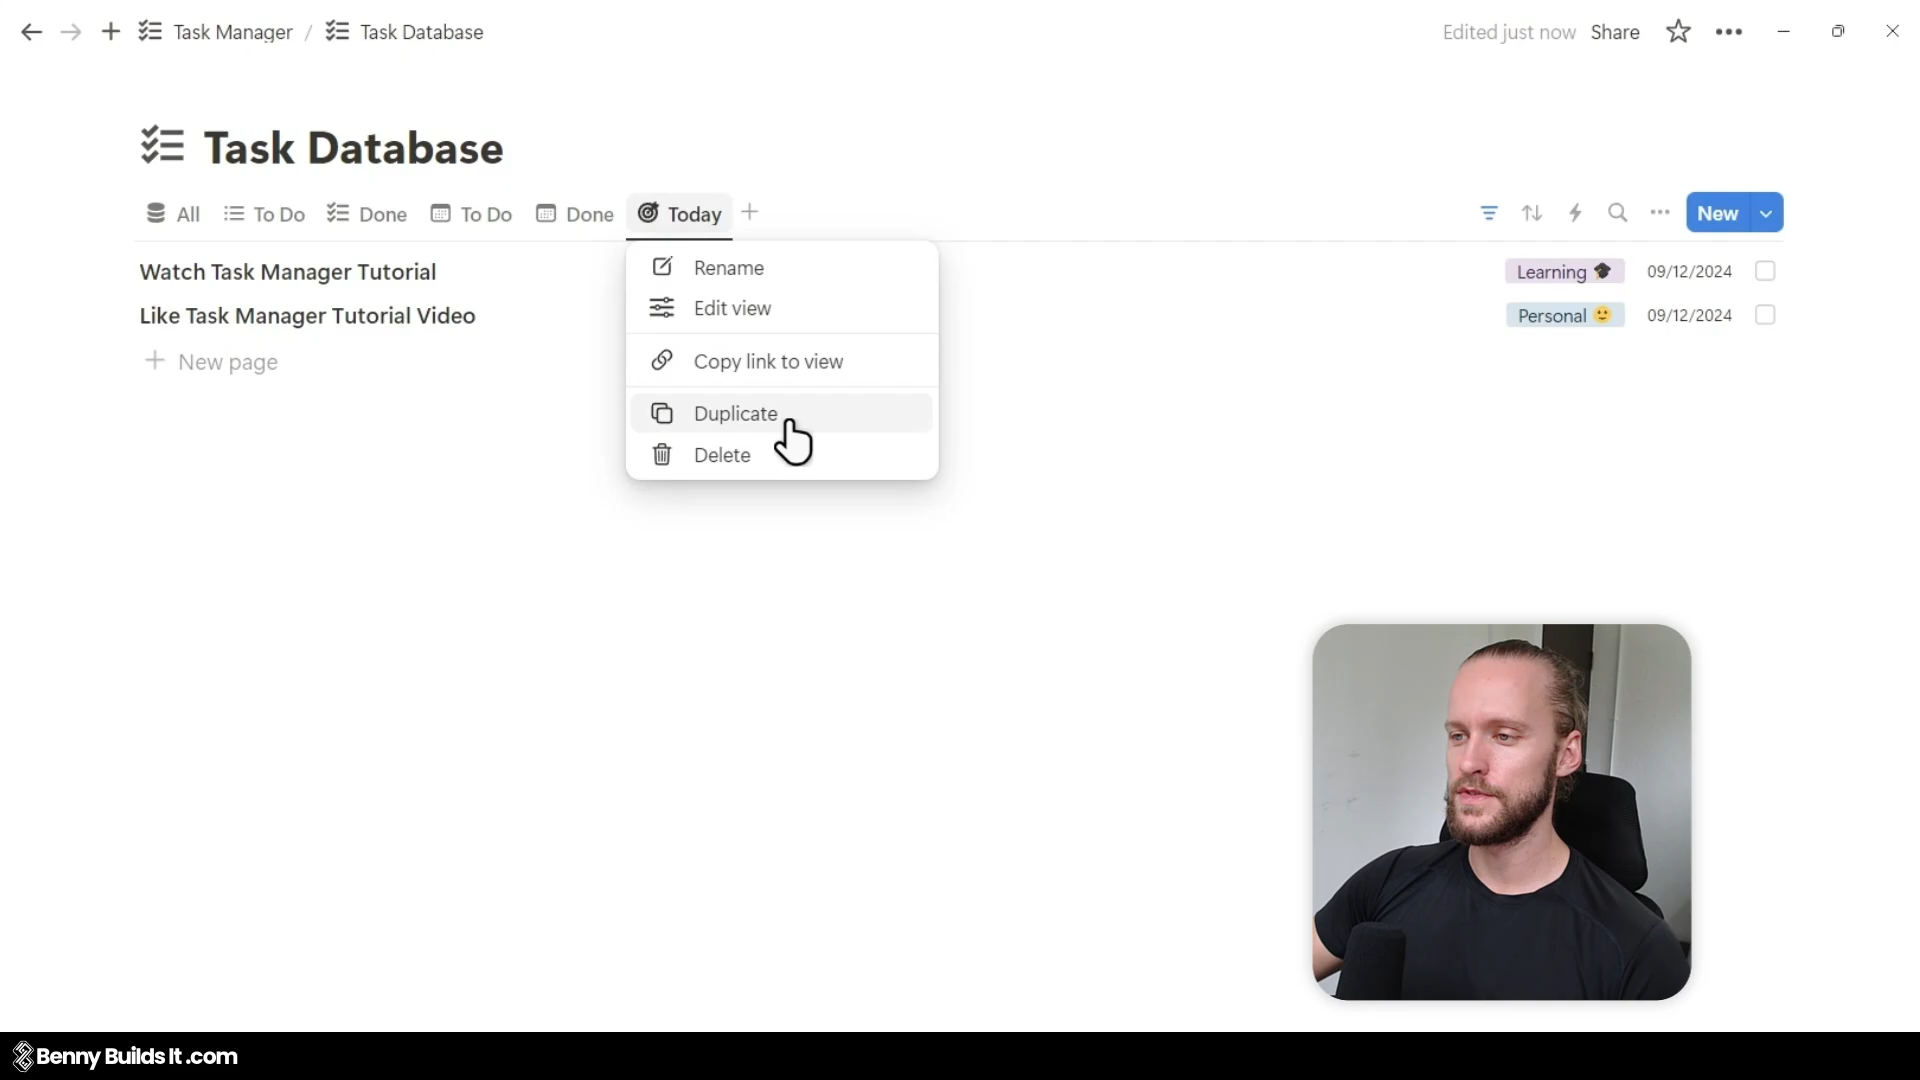 Task Manager / Task Database
Edited just now Share
Task Database
All To Do Done To Do Done Today
New
Rename
Edit view
Copy link to view
Duplicate
Delete
Watch Task Manager Tutorial Learning 🎓 09/12/2024
Like Task Manager Tutorial Video Personal 🙂 09/12/2024
New page
Benny Builds It .com